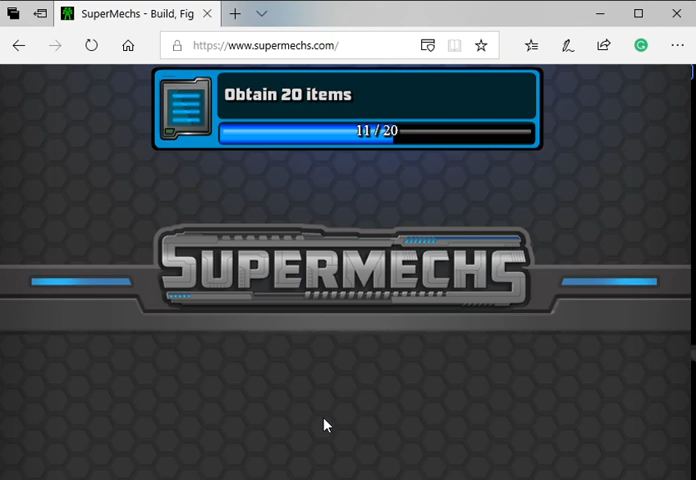 SuperMechs - Build, Fig
https://www.supermechs.com/
Obtain 20 items
11 / 20
SUPERMECHS